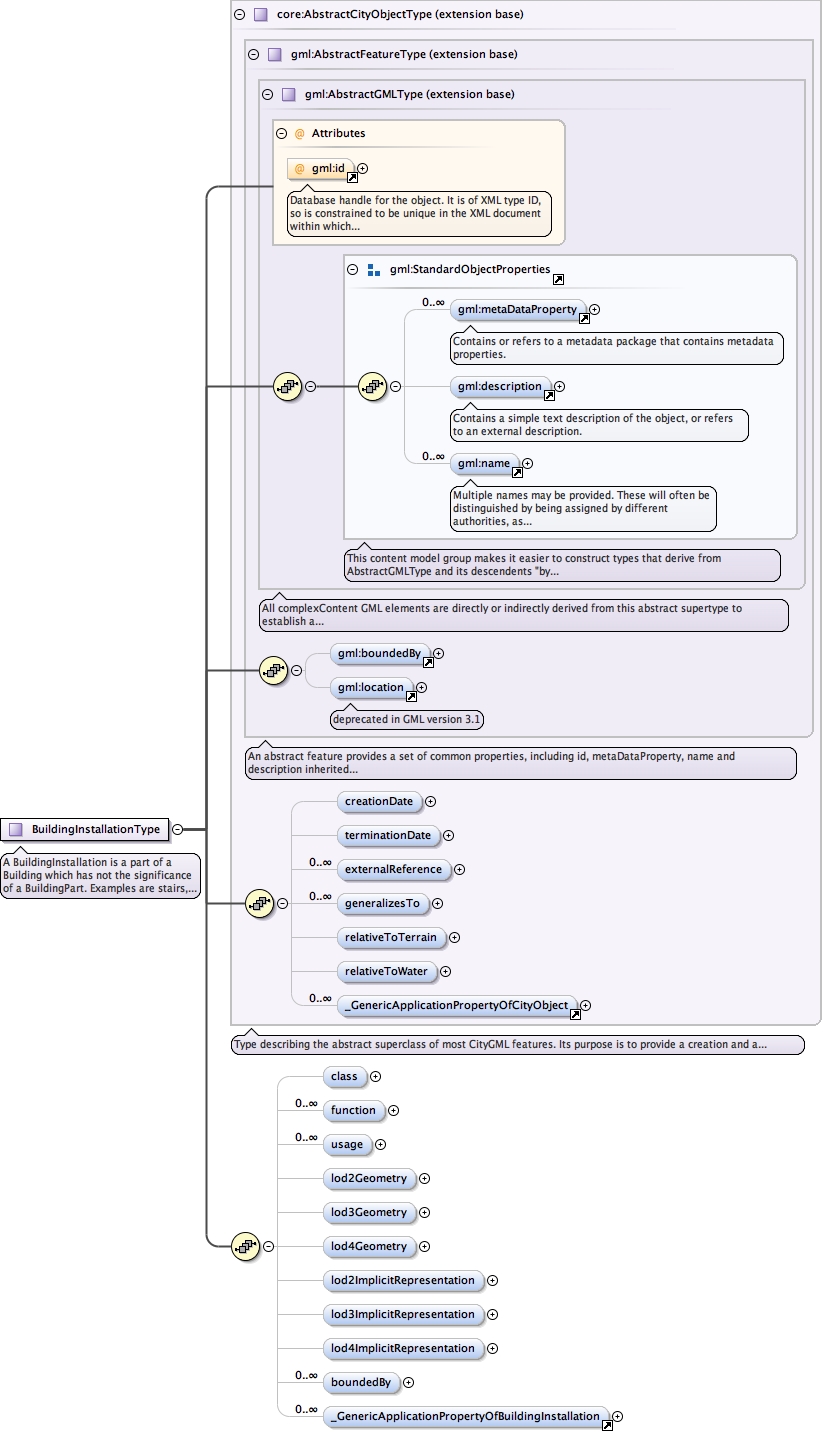 core:AbstractCityObjectType (extension base)
gml:AbstractFeatureType (extension base)
gml:AbstractGMLType (extension base)
@ Attributes
@ gml:id
Database handle for the object. It is of XML type ID,
so is constrained to be unique in the XML document
within which...
gml:StandardObjectProperties
0..∞
gml:metaDataProperty
Contains or refers to a metadata package that contains metadata
properties.
gml:description
Contains a simple text description of the object, or refers
to an external description.
0..∞
gml:name
Multiple names may be provided. These will often be
distinguished by being assigned by different
authorities, as...
This content model group makes it easier to construct types that derive from
AbstractGMLType and its descendents "by...
All complexContent GML elements are directly or indirectly derived from this abstract supertype to
establish a...
gml:boundedBy
gml:location
deprecated in GML version 3.1
An abstract feature provides a set of common properties, including id, metaDataProperty, name and
description inherited...
BuildingInstallationType
A BuildingInstallation is a part of a
Building which has not the significance
of a BuildingPart. Examples are stairs,...
creationDate
terminationDate
0..∞
externalReference
0..∞
generalizesTo
relativeToTerrain
relativeToWater
0..∞
_GenericApplicationPropertyOfCityObject
Type describing the abstract superclass of most CityGML features. Its purpose is to provide a creation and a...
class
0..∞
function
0..∞
usage
lod2Geometry
lod3Geometry
lod4Geometry
lod2ImplicitRepresentation
lod3ImplicitRepresentation
lod4ImplicitRepresentation
0..∞
boundedBy
0..∞
_GenericApplicationPropertyOfBuildingInstallation